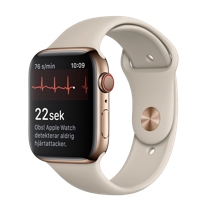 76 s/min 10:09
22sek
Obs! Apple Watch
detekterar aldrig
hjärtattacker.